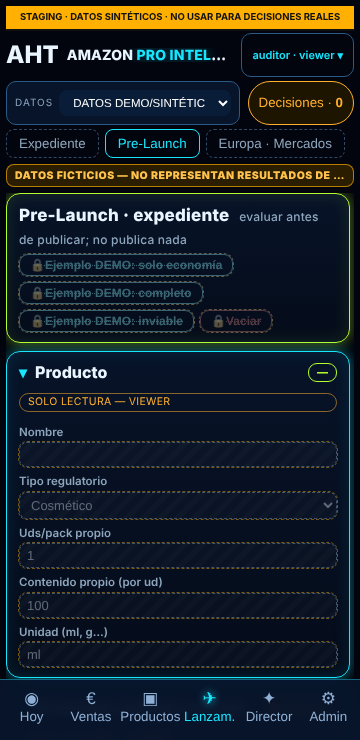 STAGING · DATOS SINTÉTICOS · NO USAR PARA DECISIONES REALES
AHT AMAZON PRO INTEL... auditor · viewer ▾
DATOS DATOS DEMO/SINTÉTIC Decisiones · 0
Expediente Pre-Launch Europa · Mercados
DATOS FICTICIOS — NO REPRESENTAN RESULTADOS DE ...
Pre-Launch · expediente evaluar antes
de publicar; no publica nada
🔒Ejemplo DEMO: solo economía
🔒Ejemplo DEMO: completo
🔒Ejemplo DEMO: inviable 🔒Vaciar
▾ Producto —
SOLO LECTURA — VIEWER
Nombre
Tipo regulatorio
Cosmético
Uds/pack propio
1
Contenido propio (por ud)
100
Unidad (ml, g...)
ml
Hoy € Ventas Productos Lanzam. Director Admin